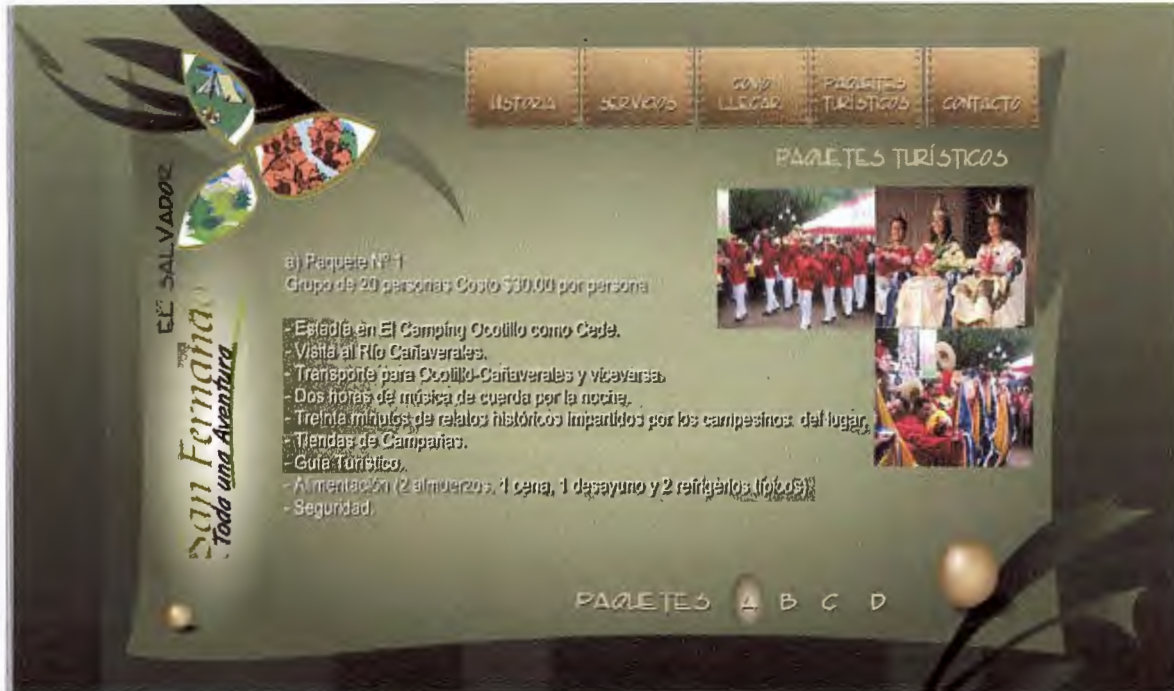 HISTORIA
SERVICIOS
COMO
LLEGAR
PAQUETES
TURÍSTICOS
CONTACTO
PAQUETES TURÍSTICOS
EL SALVADOR
San Fernando
Toda una Aventura
a) Paquete Nº 1
Grupo de 20 personas Costo $30.00 por persona
- Estadía en El Camping Ocotillo como Cede.
- Visita al Río Cañaverales.
- Transporte para Ocotillo-Cañaverales y viceversa.
- Dos horas de música de cuerda por la noche.
- Treinta minutos de relatos históricos impartidos por los campesinos del lugar.
- Tiendas de Campañas.
- Guía Turístico.
- Alimentación (2 almuerzos, 1 cena, 1 desayuno y 2 refrigerios (típicos)
- Seguridad.
PAQUETES A B C D